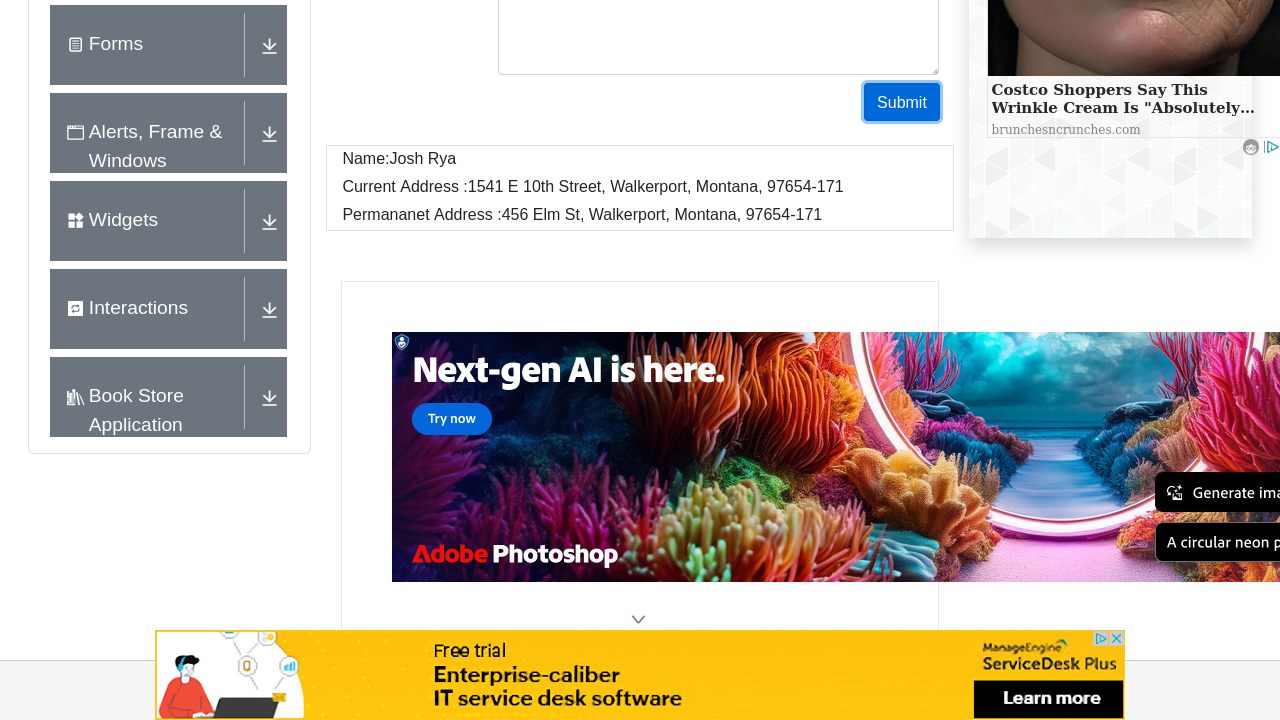 Forms
Alerts, Frame &
Windows
Widgets
Interactions
Book Store
Application
Submit
Name:Josh Rya
Current Address :1541 E 10th Street, Walkerport, Montana, 97654-171
Permananet Address :456 Elm St, Walkerport, Montana, 97654-171
Costco Shoppers Say This
Wrinkle Cream Is "Absolutely...
brunchesncrunches.com
Next-gen AI is here.
Try now
Generate ima
A circular neon p
Adobe Photoshop
Free trial
Enterprise-caliber
IT service desk software
ManageEngine
ServiceDesk Plus
Learn more